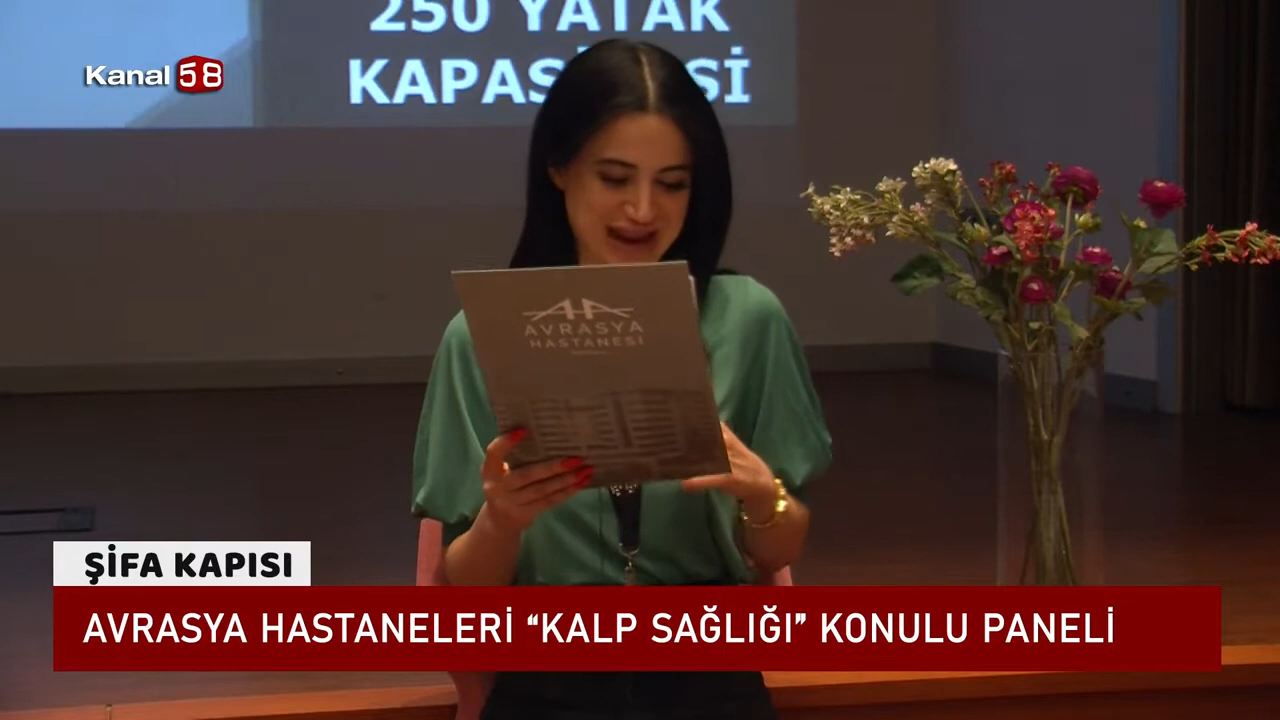 250 YATAK
Kanal 58
AVRASYA
HASTANESİ
ŞİFA KAPISI
AVRASYA HASTANELERİ “KALP SAĞLIĞI” KONULU PANELİ